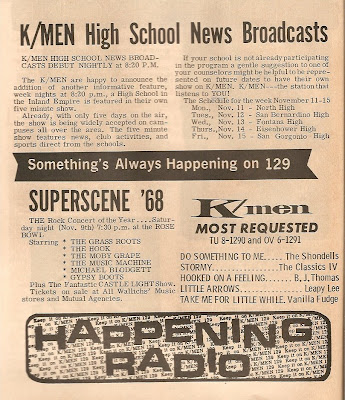 K/MEN High School News Broadcasts
K/MEN HIGH SCHOOL NEWS BROAD-
CASTS DEBUT NIGHTLY at 8:20 P.M.
The K/MEN are happy to announce the
addition of another informative feature,
week nights at 8:20 p.m., a High School in
the Inland Empire is featured in their own
five minute show.
Already, with only five days on the air,
the show is being widely accepted on cam-
puses all over the area. The five minute
show features news, club activities, and
sports direct from the schools.
If your school is not already participating
in the program a gentle suggestion to one of
your counselors might be helpful to be repre-
sented on future dates to have their own
show on K/MEN. K/MEN---the station that
listens to YOU!
The Schedule for the week November 11-15
Mon., Nov. 11 - North High
Tues., Nov. 12 - San Bernardino High
Wed., Nov. 13 - Fontana High
Thurs., Nov. 14 - Eisenhower High
Fri., Nov. 15 - San Gorgonio High
Something's Always Happening on 129
SUPERSCENE '68
THE Rock Concert of the Year....Satur-
day night (Nov. 9th) 7:30 p.m. at the ROSE
BOWL.
Starring • THE GRASS ROOTS
• THE HOOK
• THE MOBY GRAPE
• THE MUSIC MACHINE
• MICHAEL BLODGETT
• GYPSY BOOTS
Plus The Fantastic CASTLE LIGHT Show.
Tickets on sale at All Wallichs' Music
stores and Mutual Agencies.
K/men
MOST REQUESTED
TU 8-1290 and OV 6-1291
DO SOMETHING TO ME..... The Shondells
STORMY..............The Classics IV
HOOKED ON A FEELING...... B. J. Thomas
LITTLE ARROWS............Leapy Lee
TAKE ME FOR LITTLE WHILE, Vanilla Fudge
HAPPENING
RADIO
Keep it on K/MEN 129